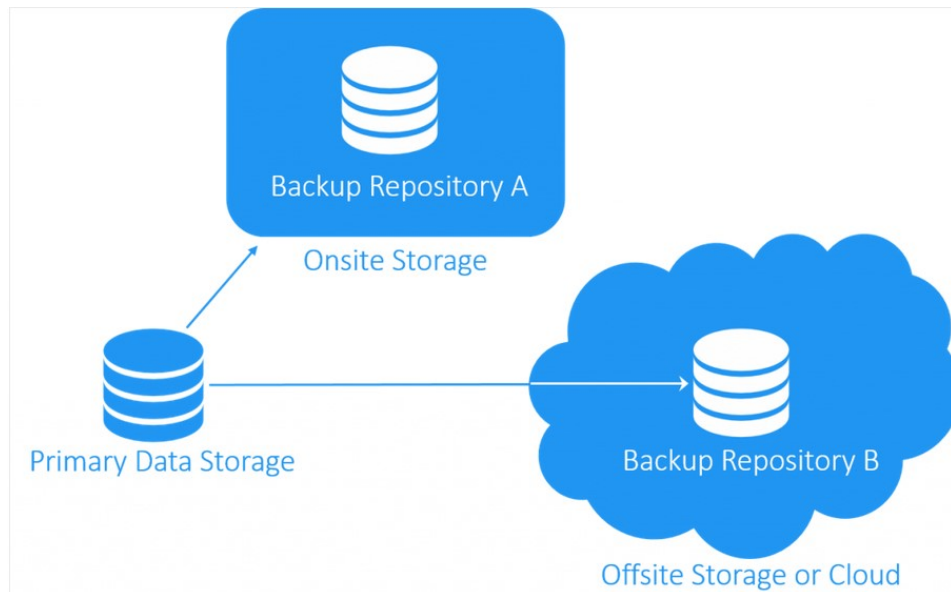 Backup Repository A
Onsite Storage
Primary Data Storage
Backup Repository B
Offsite Storage or Cloud